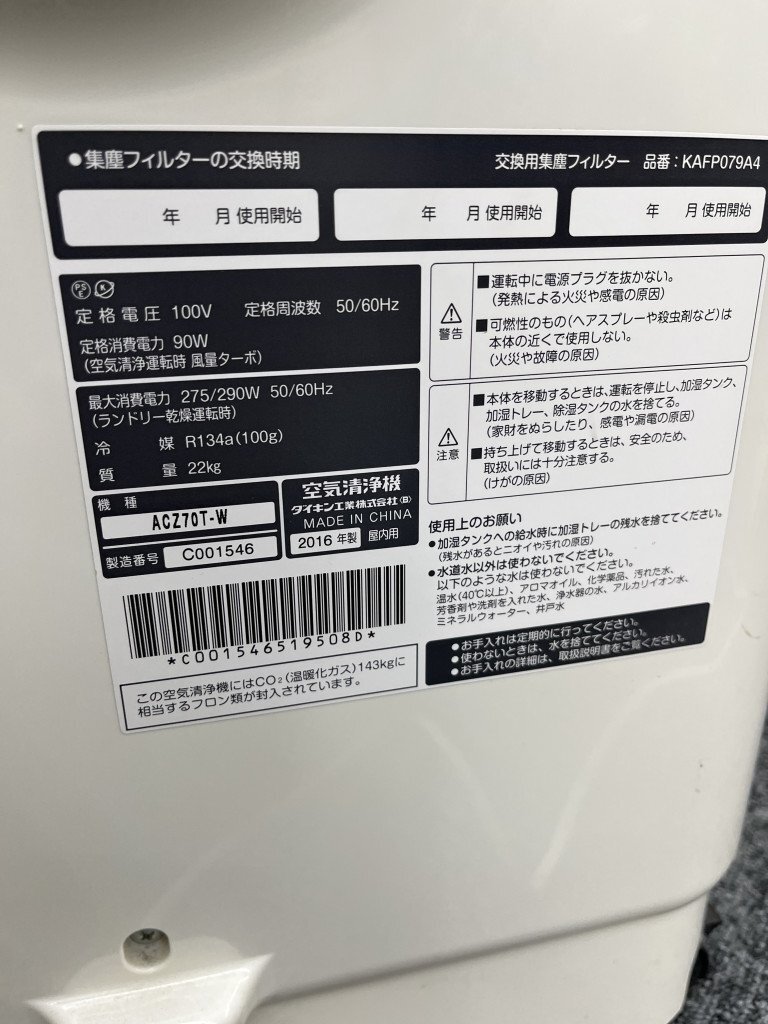 ●集塵フィルターの交換時期
交換用集塵フィルター 品番：KAFP079A4
年 月 使用開始
年 月 使用開始
年 月 使用開始
PS
E
K
定格電圧 100V 定格周波数 50/60Hz
定格消費電力 90W
(空気清浄運転時 風量ターボ)
最大消費電力 275/290W 50/60Hz
(ランドリー乾燥運転時)
冷媒 R134a(100g)
質量 22kg
機種
ACZ70T-W
製造番号 C001546
空気清浄機
ダイキン工業株式会社(B)
MADE IN CHINA
2016 年製 屋内用
*C001546519508D*
この空気清浄機にはCO₂(温暖化ガス)143kgに
相当するフロン類が封入されています。
警告
■運転中に電源プラグを抜かない。
(発熱による火災や感電の原因)
■可燃性のもの(ヘアスプレーや殺虫剤など)は
本体の近くで使用しない。
(火災や故障の原因)
注意
■本体を移動するときは、運転を停止し、加湿タンク、
加湿トレー、除湿タンクの水を捨てる。
(家財をぬらしたり、感電や漏電の原因)
■持ち上げて移動するときは、安全のため、
取扱いには十分注意する。
(けがの原因)
使用上のお願い
●加湿タンクへの給水時に加湿トレーの残水を捨ててください。
(残水があるとニオイや汚れの原因)
●水道水以外は使わないでください。
以下のような水は使わないでください。
温水(40℃以上)、アロマオイル、化学薬品、汚れた水、
芳香剤や洗剤を入れた水、浄水器の水、アルカリイオン水、
ミネラルウォーター、井戸水
●お手入れは定期的に行ってください。
●使わないときは、水を捨ててください。
●お手入れの詳細は、取扱説明書をご覧ください。